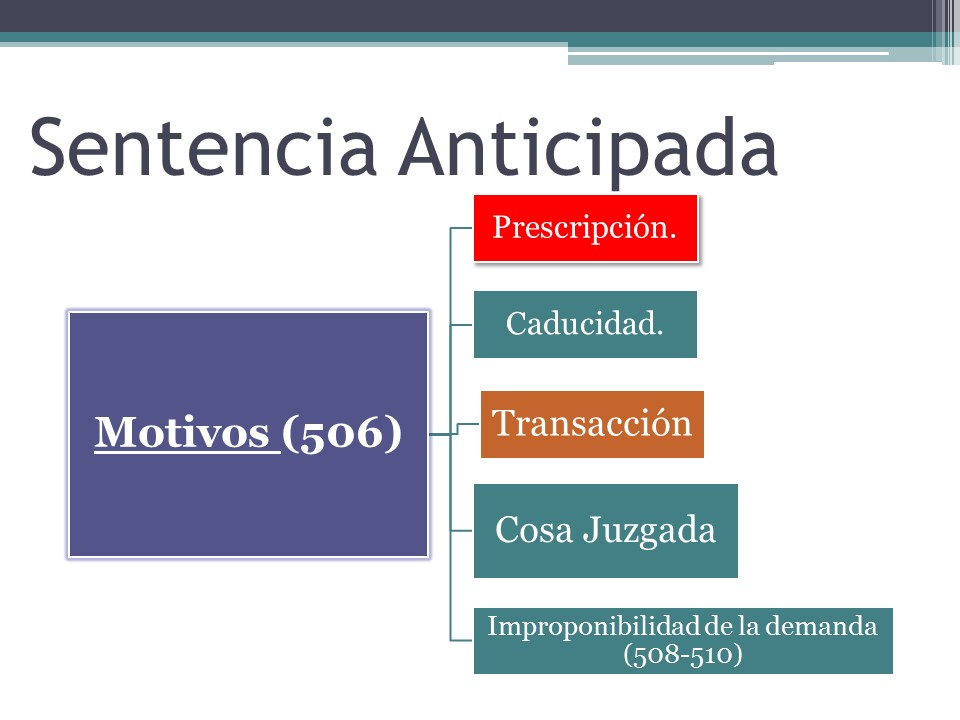 Sentencia Anticipada
Motivos (506)
Prescripción.
Caducidad.
Transacción
Cosa Juzgada
Improponibilidad de la demanda
(508-510)